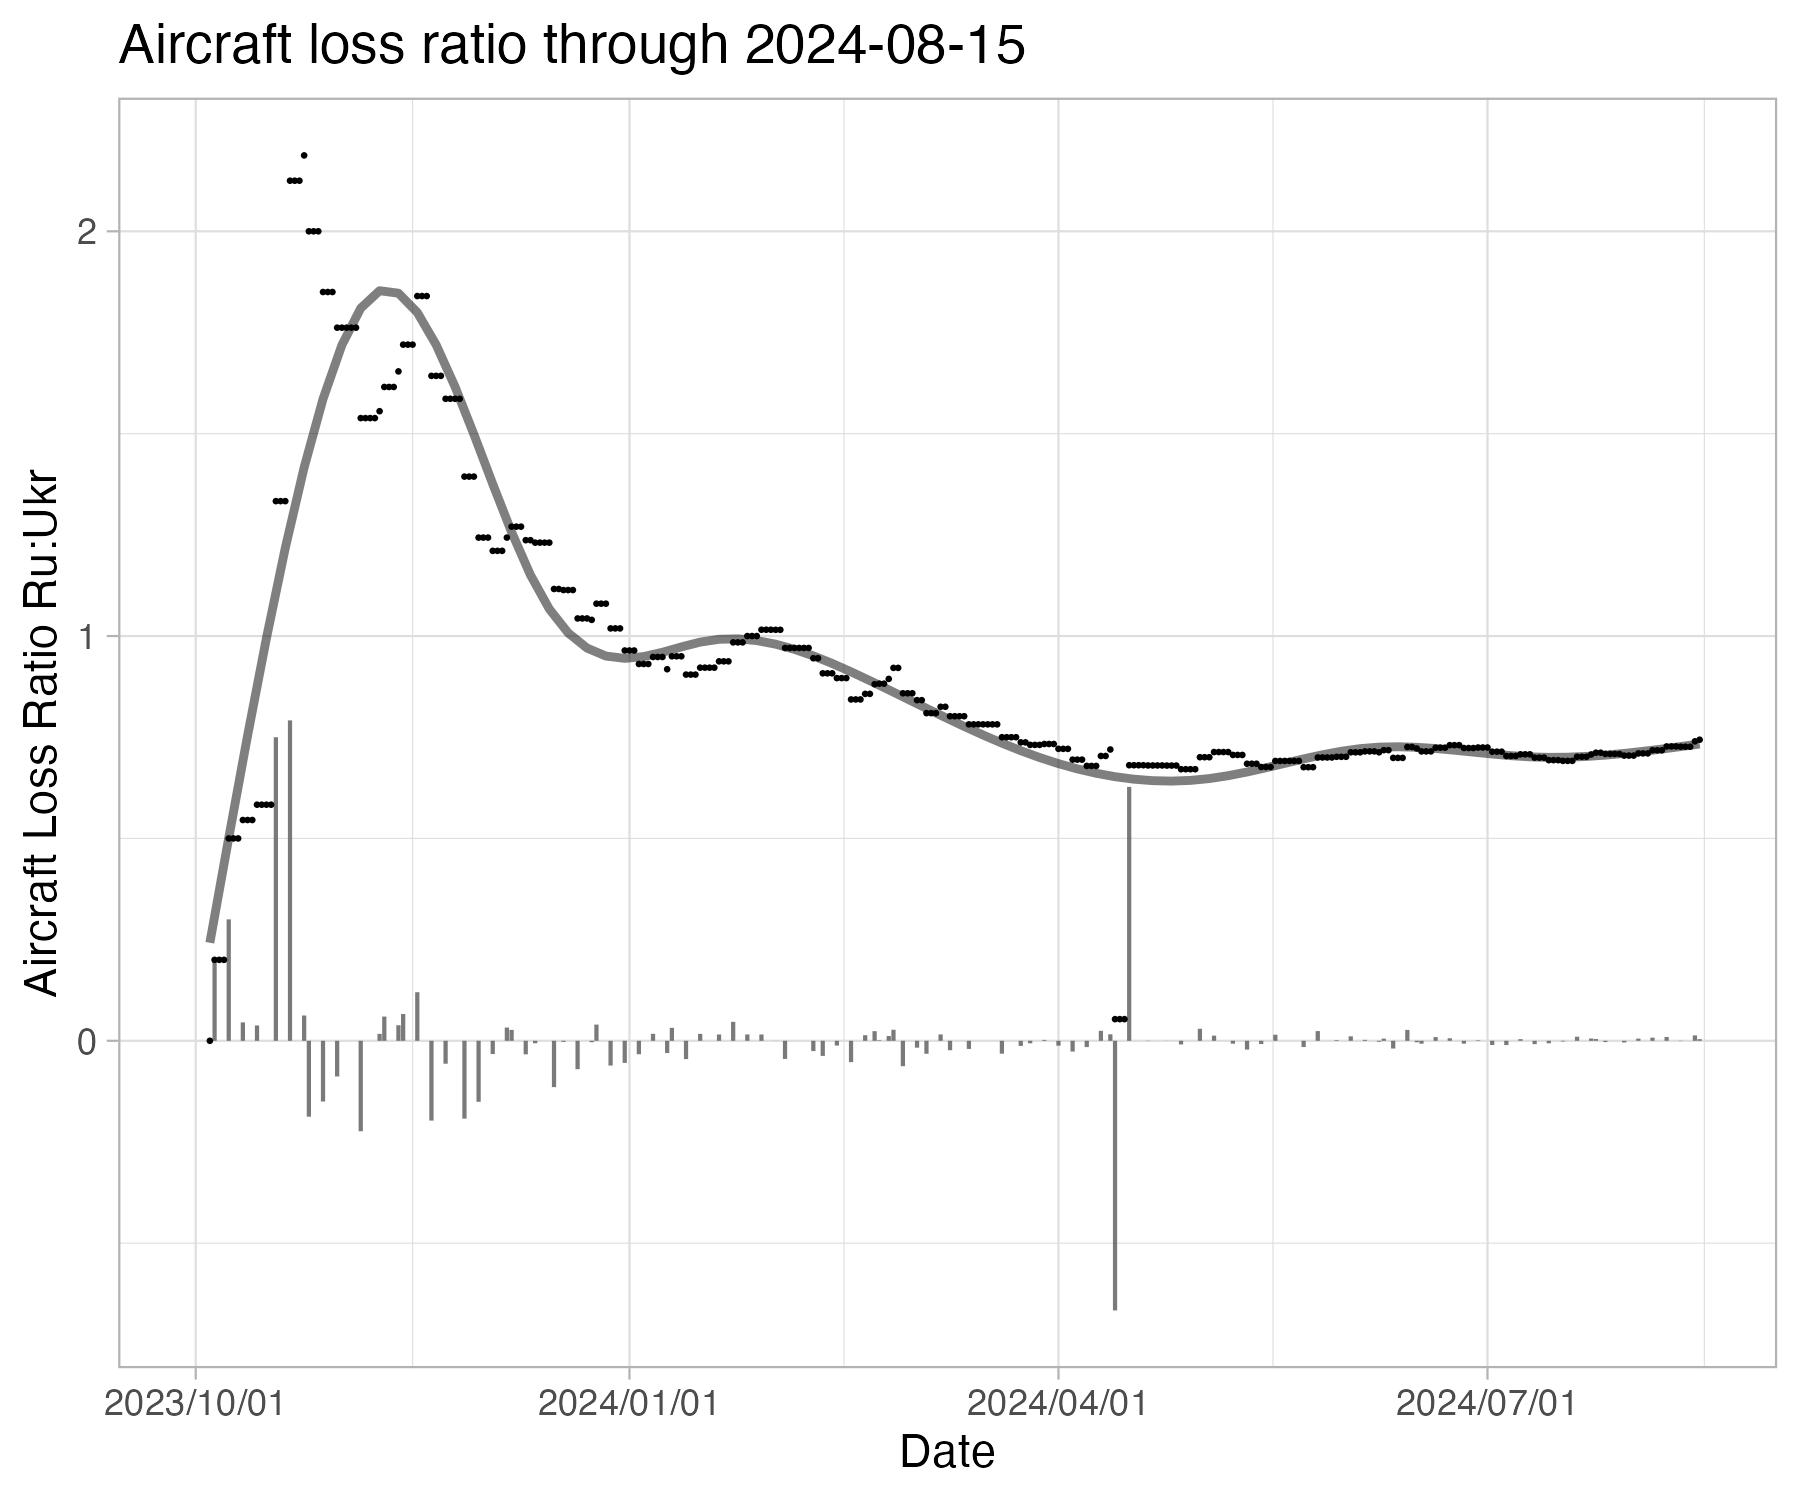 Aircraft loss ratio through 2024-08-15
Aircraft Loss Ratio Ru:Ukr
2
1
0
2023/10/01
2024/01/01
2024/04/01
2024/07/01
Date